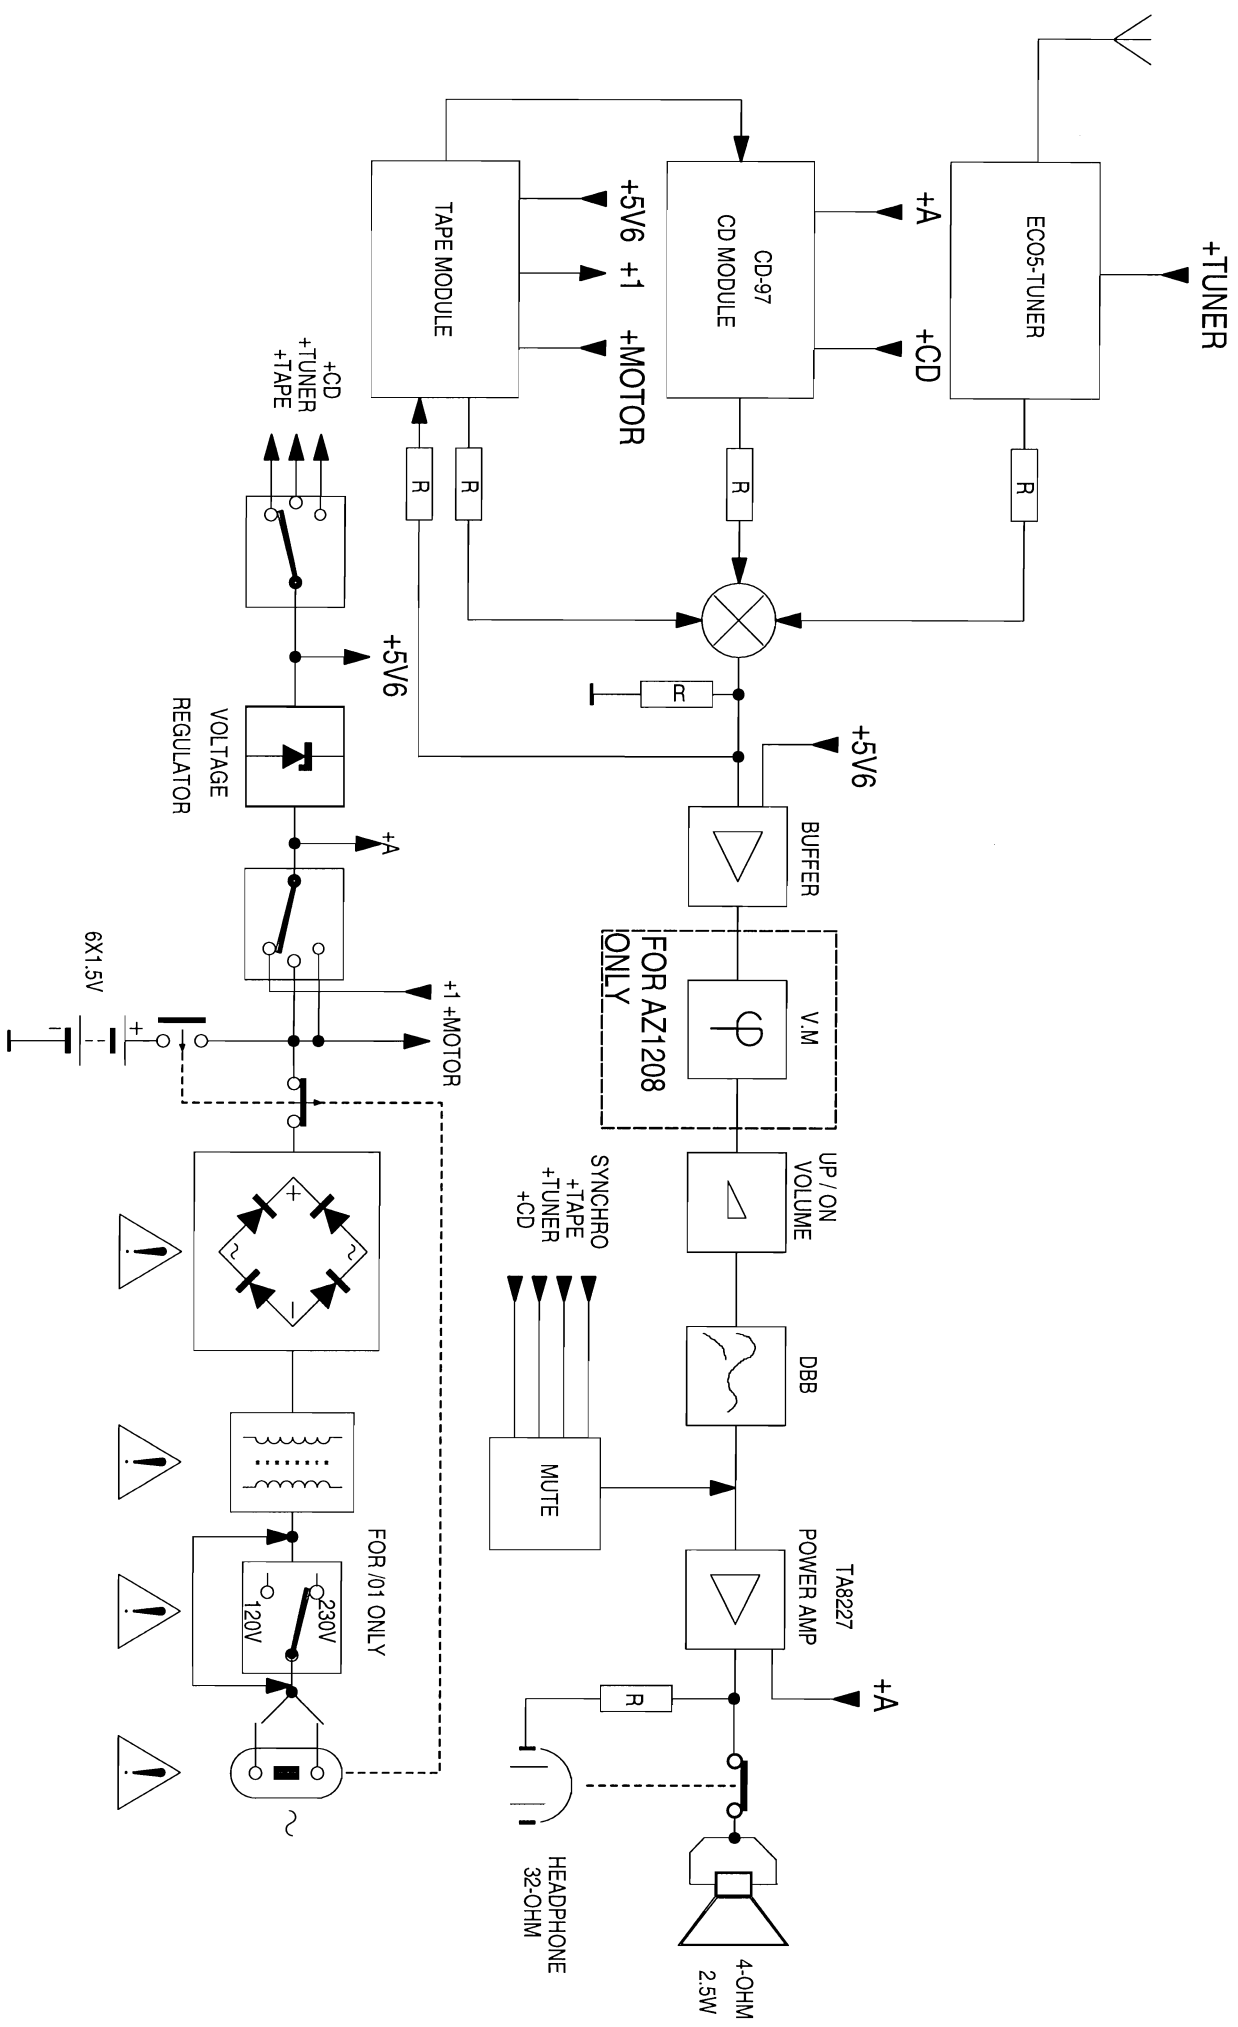 +TUNER
ECO5-TUNER
+A
+CD
CD-97
CD MODULE
+5V6
+1
+MOTOR
TAPE MODULE
R
R
R
R
R
+5V6
BUFFER
V.M
φ
FOR AZ1208
ONLY
UP / ON
VOLUME
DBB
SYNCHRO
+TAPE
+TUNER
+CD
MUTE
TA8227
POWER AMP
+A
R
HEADPHONE
32-OHM
4-OHM
2.5W
+CD
+TUNER
+TAPE
+5V6
VOLTAGE
REGULATOR
+A
+1 +MOTOR
6X1.5V
-
+
+
~
~
-
FOR /01 ONLY
230V
120V
~